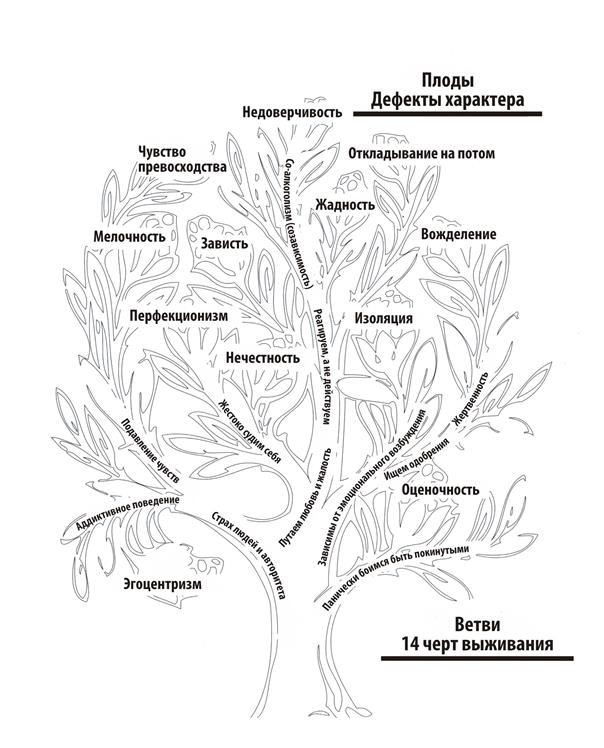 Плоды
Дефекты характера
Недоверчивость
Чувство
превосходства
Откладывание на потом
Со-алкоголизм (созависимость)
Жадность
Мелочность
Зависть
Вожделение
Перфекционизм
Изоляция
Реагируем, а не действуем
Нечестность
Жестоко судим себя
Жертвенность
Подавление чувств
Зависимы от эмоционального возбуждения
Ищем одобрения
Путаем любовь и жалость
Оценочность
Аддиктивное поведение
Страх людей и авторитета
Панически боимся быть покинутыми
Эгоцентризм
Ветви
14 черт выживания